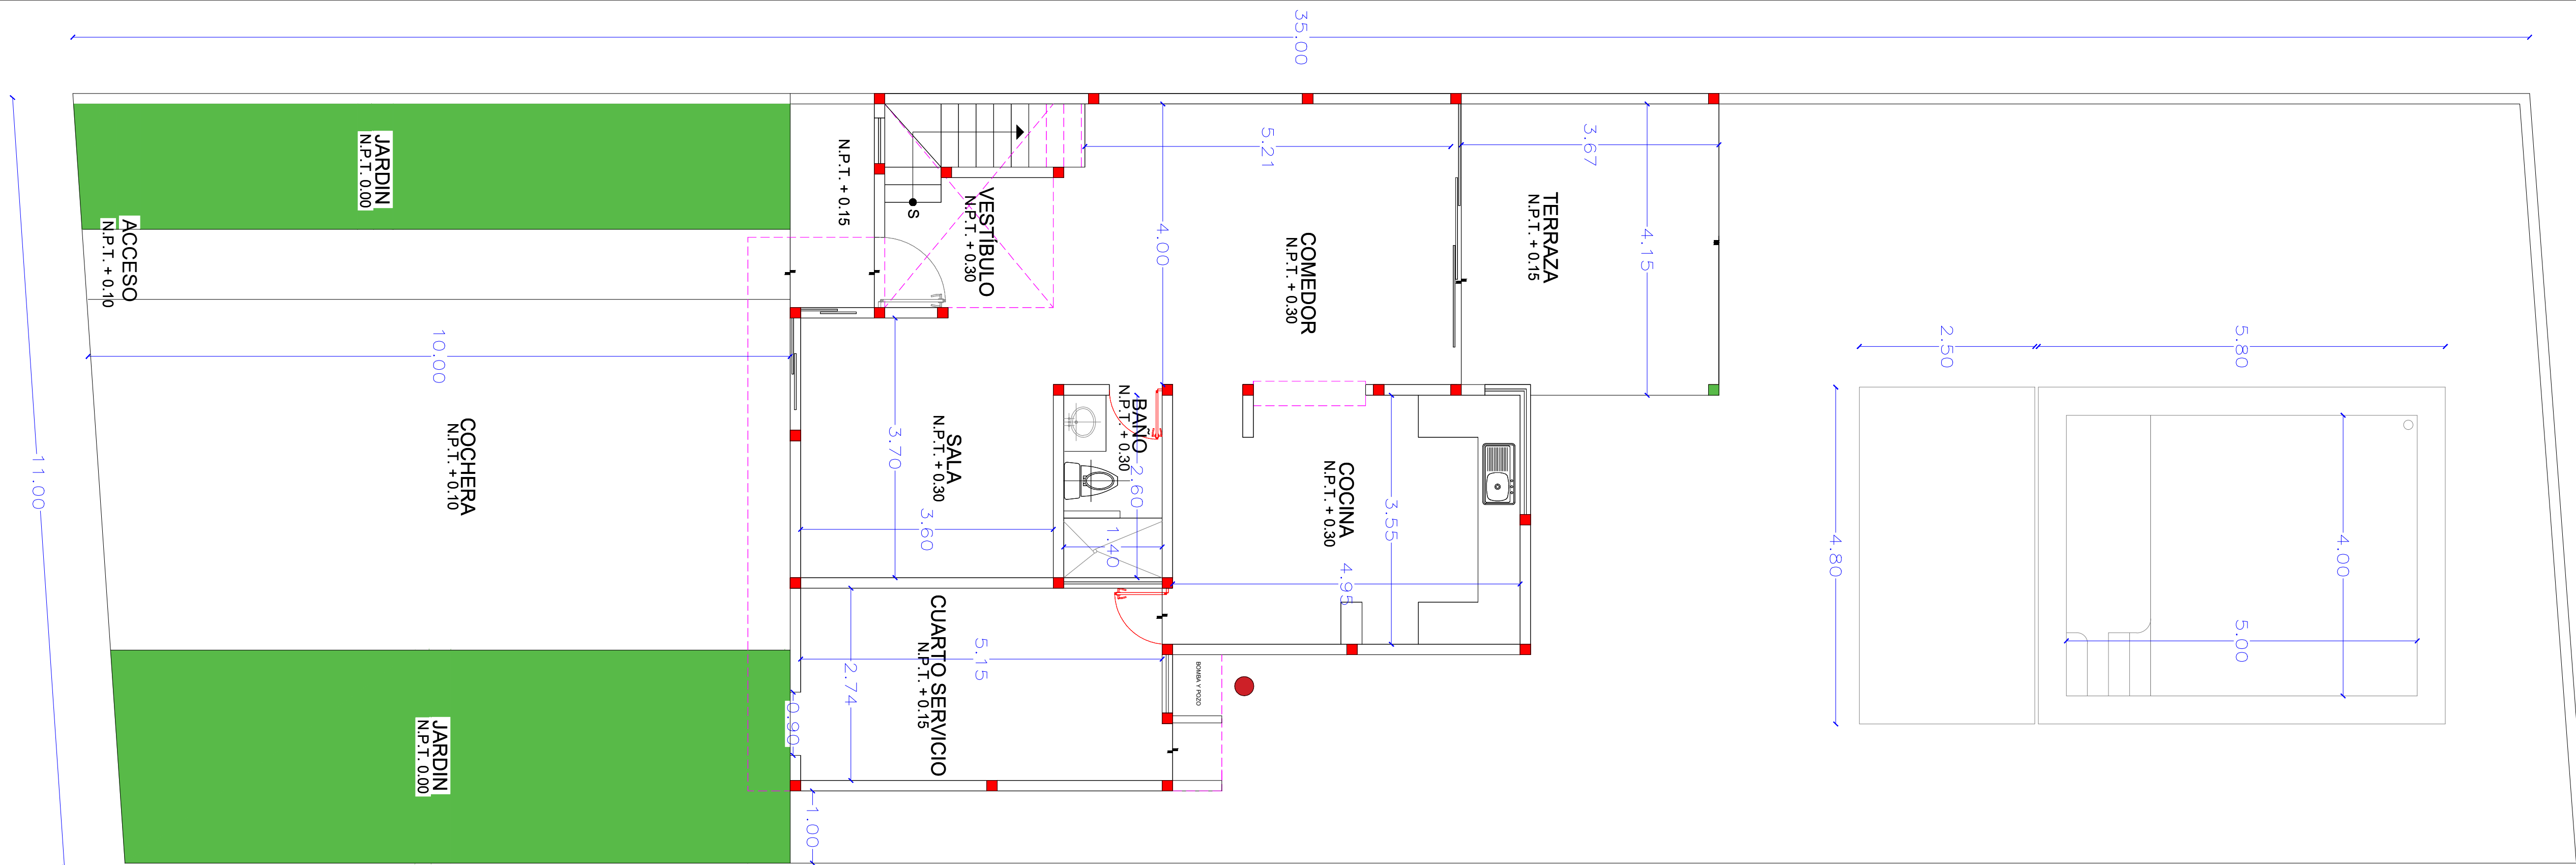 35.00
11.00
JARDIN
N.P.T. 0.00
ACCESO
N.P.T. + 0.10
10.00
COCHERA
N.P.T. + 0.10
JARDIN
N.P.T. 0.00
N.P.T. + 0.15
S
VESTÍBULO
N.P.T. + 0.30
5.21
4.00
COMEDOR
N.P.T. + 0.30
3.67
TERRAZA
N.P.T. + 0.15
4.15
BAÑO
N.P.T. + 0.30
2.60
1.40
3.70
SALA
N.P.T. + 0.30
3.60
COCINA
N.P.T. + 0.30
3.55
4.95
CUARTO SERVICIO
N.P.T. + 0.15
5.15
2.74
0.90
1.00
BOMBA Y POZO
2.50
5.80
4.80
4.00
5.00